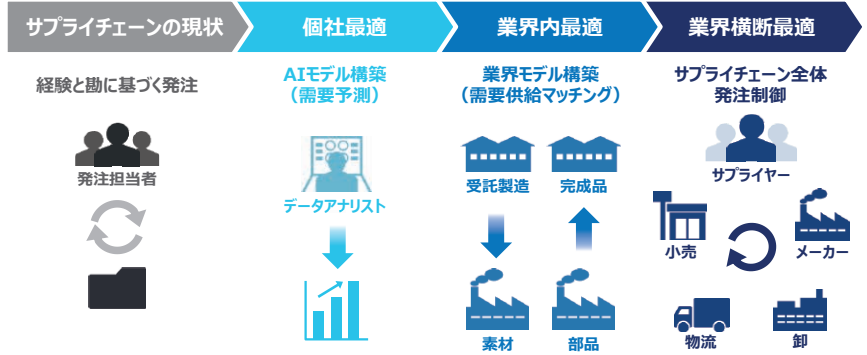 サプライチェーンの現状
個社最適
業界内最適
業界横断最適
経験と勘に基づく発注
発注担当者
AIモデル構築
（需要予測）
データアナリスト
業界モデル構築
（需要供給マッチング）
受託製造
完成品
素材
部品
サプライチェーン全体
発注制御
サプライヤー
小売
メーカー
物流
卸